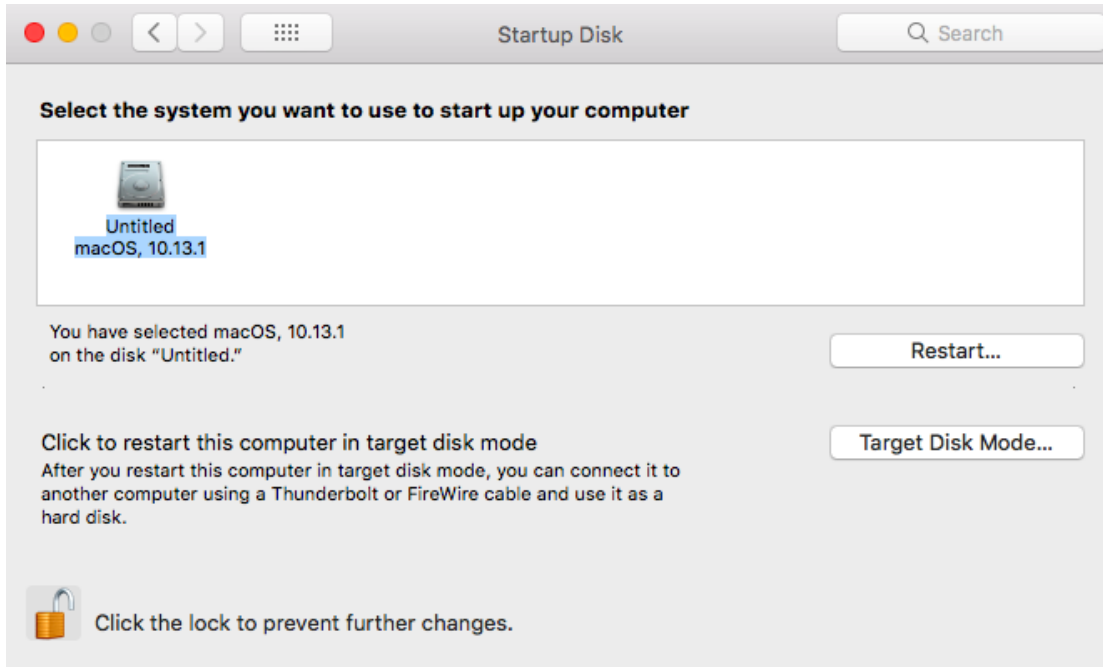 Startup Disk
Search
Select the system you want to use to start up your computer
Untitled
macOS, 10.13.1
You have selected macOS, 10.13.1
on the disk “Untitled.”
Restart...
Click to restart this computer in target disk mode
Target Disk Mode...
After you restart this computer in target disk mode, you can connect it to
another computer using a Thunderbolt or FireWire cable and use it as a
hard disk.
Click the lock to prevent further changes.